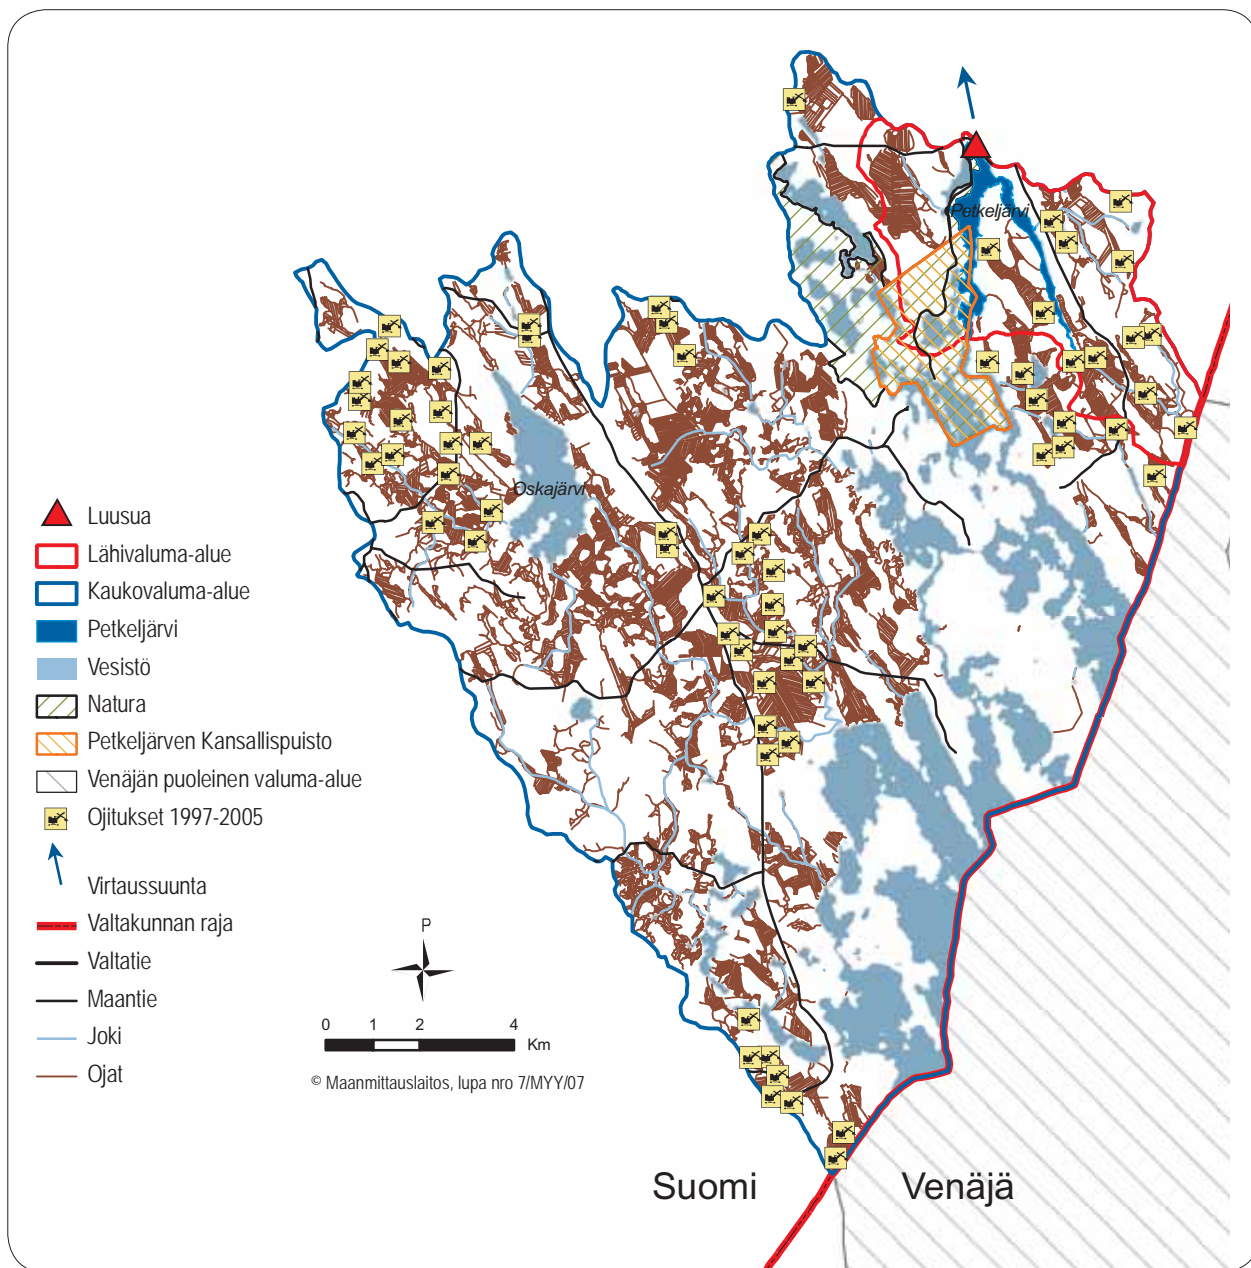 Petkeljärvi
Oskajärvi
Luusua
Lähivaluma-alue
Kaukovaluma-alue
Petkeljärvi
Vesistö
Natura
Petkeljärven Kansallispuisto
Venäjän puoleinen valuma-alue
Ojitukset 1997-2005
Virtaussuunta
Valtakunnan raja
Valtatie
Maantie
Joki
Ojat
P
0 1 2 4
Km
© Maanmittauslaitos, lupa nro 7/MYY/07
Suomi Venäjä